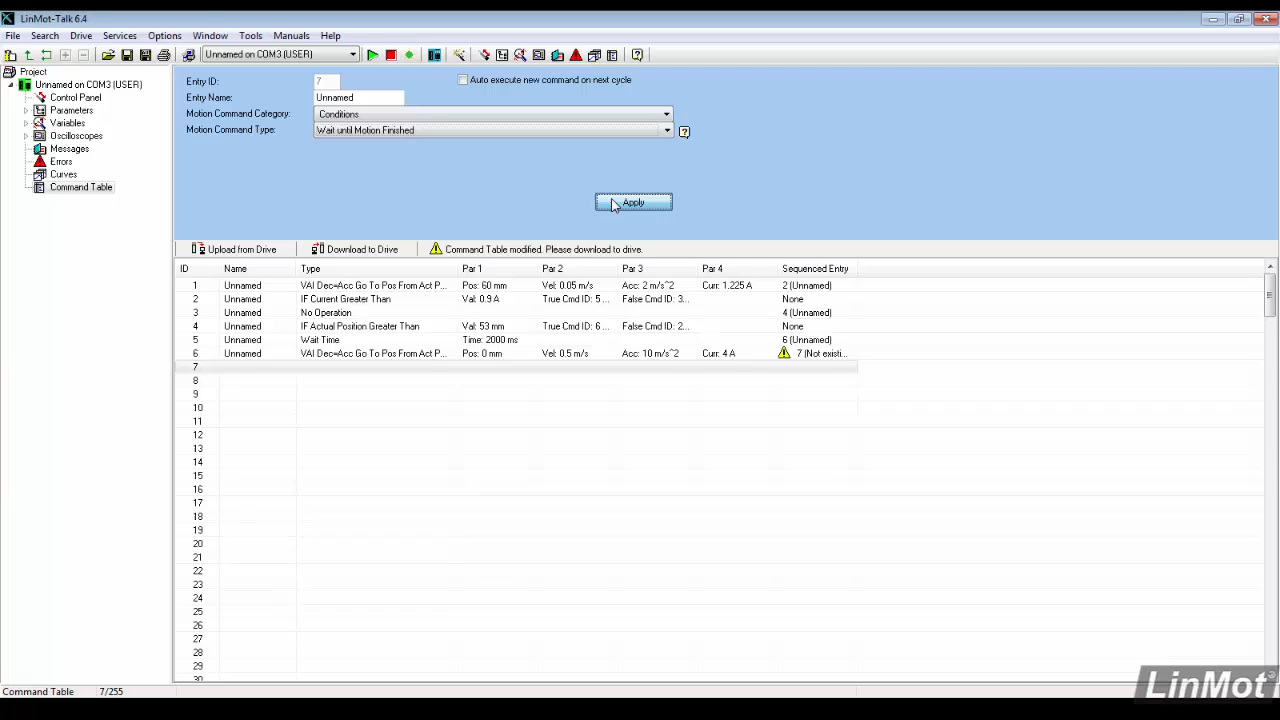 LinMot-Talk 6.4
File Search Drive Services Options Window Tools Manuals Help
Unnamed on COM3 (USER)
Project
Unnamed on COM3 (USER)
Control Panel
Parameters
Variables
Oscilloscopes
Messages
Errors
Curves
Command Table
Entry ID: 7
Auto execute new command on next cycle
Entry Name: Unnamed
Motion Command Category: Conditions
Motion Command Type: Wait until Motion Finished
Apply
Upload from Drive Download to Drive Command Table modified. Please download to drive.
ID Name Type Par 1 Par 2 Par 3 Par 4 Sequenced Entry
1 Unnamed VAI Dec=Acc Go To Pos From Act P... Pos: 60 mm Vel: 0.05 m/s Acc: 2 m/s^2 Curr: 1.225 A 2 (Unnamed)
2 Unnamed IF Current Greater Than Val: 0.9 A True Cmd ID: 5 ... False Cmd ID: 3... None
3 Unnamed No Operation 4 (Unnamed)
4 Unnamed IF Actual Position Greater Than Val: 53 mm True Cmd ID: 6 ... False Cmd ID: 2... None
5 Unnamed Wait Time Time: 2000 ms 6 (Unnamed)
6 Unnamed VAI Dec=Acc Go To Pos From Act P... Pos: 0 mm Vel: 0.5 m/s Acc: 10 m/s^2 Curr: 4 A 7 (Not existi...
7
8
9
10
11
12
13
14
15
16
17
18
19
20
21
22
23
24
25
26
27
28
29
30
Command Table 7/255
LinMot®